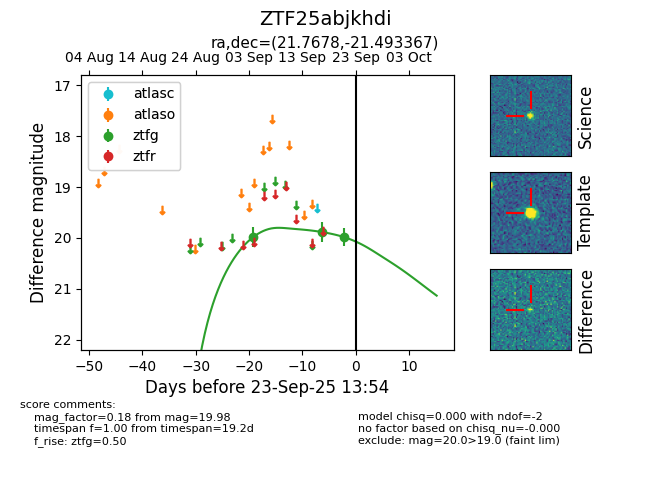 ZTF25abjkhdi
ra,dec=(21.7678,-21.493367)
04 Aug 14 Aug 24 Aug 03 Sep 13 Sep 23 Sep 03 Oct
atlasc
atlaso
ztfg
ztfr
17
18
19
20
21
22
Difference magnitude
−50 −40 −30 −20 −10 0 10
Days before 23-Sep-25 13:54
Science
Template
Difference
score comments:
mag_factor=0.18 from mag=19.98
timespan f=1.00 from timespan=19.2d
f_rise: ztfg=0.50
model chisq=0.000 with ndof=-2
no factor based on chisq_nu=-0.000
exclude: mag=20.0>19.0 (faint lim)